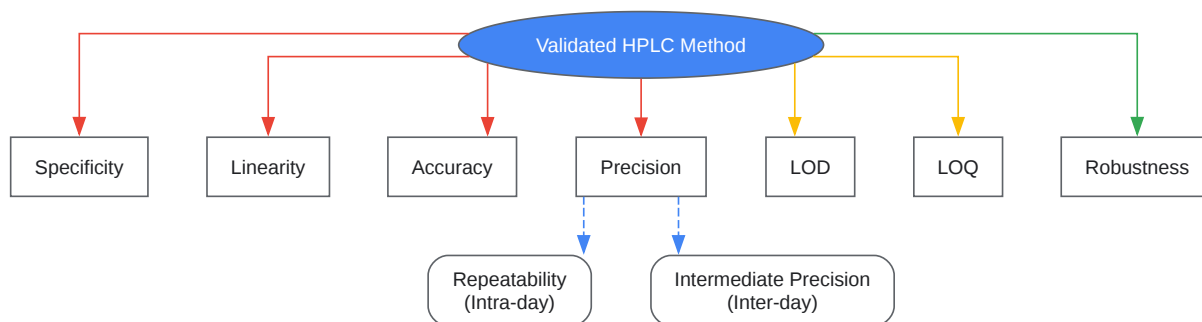 Validated HPLC Method
Specificity
Linearity
Accuracy
Precision
LOD
LOQ
Robustness
Repeatability
(Intra-day)
Intermediate Precision
(Inter-day)